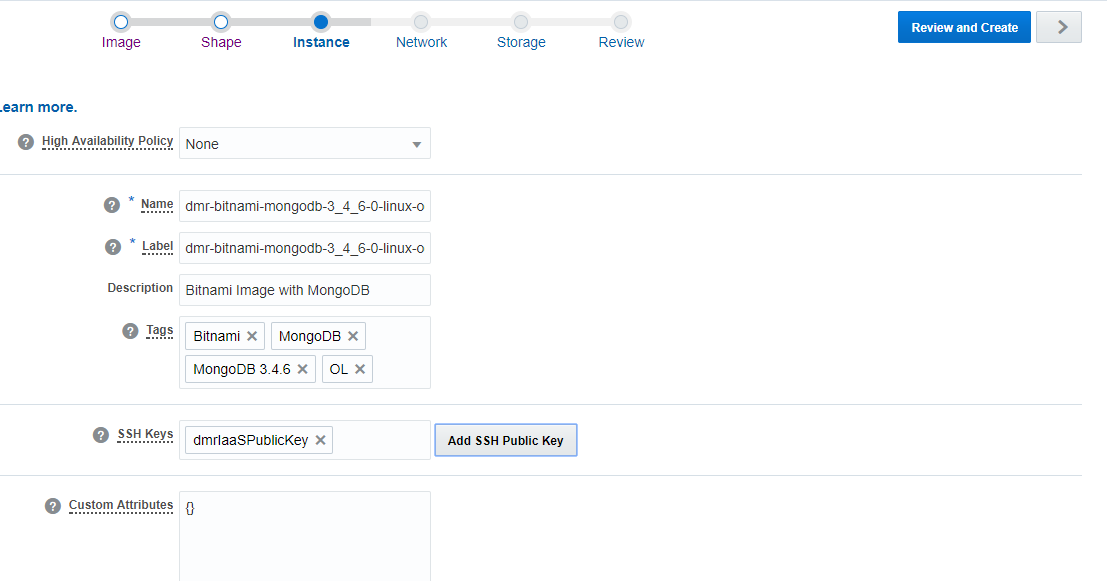 Image Shape Instance Network Storage Review
Review and Create
Learn more.
? High Availability Policy None
? * Name dmr-bitnami-mongodb-3_4_6-0-linux-o
? * Label dmr-bitnami-mongodb-3_4_6-0-linux-o
Description Bitnami Image with MongoDB
? Tags Bitnami × MongoDB ×
MongoDB 3.4.6 × OL ×
? SSH Keys dmrIaaSPublicKey × Add SSH Public Key
? Custom Attributes {}